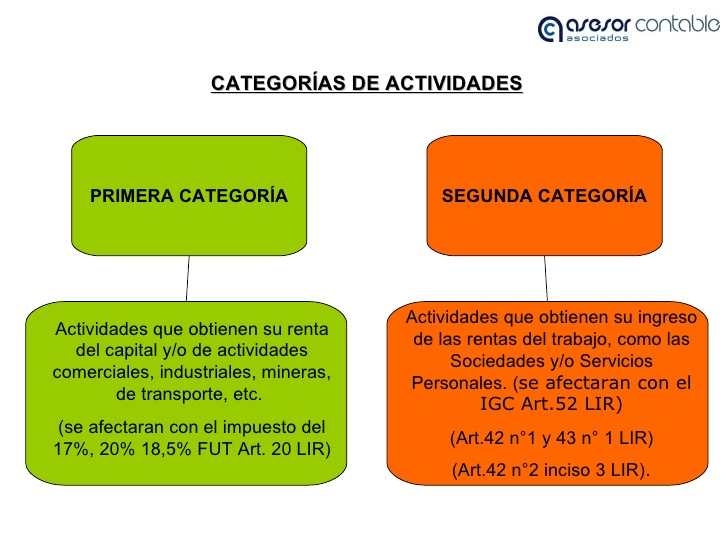 asesor contable
asociados
CATEGORÍAS DE ACTIVIDADES
PRIMERA CATEGORÍA
SEGUNDA CATEGORÍA
Actividades que obtienen su renta
del capital y/o de actividades
comerciales, industriales, mineras,
de transporte, etc.
(se afectaran con el impuesto del
17%, 20% 18,5% FUT Art. 20 LIR)
Actividades que obtienen su ingreso
de las rentas del trabajo, como las
Sociedades y/o Servicios
Personales. (se afectaran con el
IGC Art.52 LIR)
(Art.42 n°1 y 43 n° 1 LIR)
(Art.42 n°2 inciso 3 LIR).